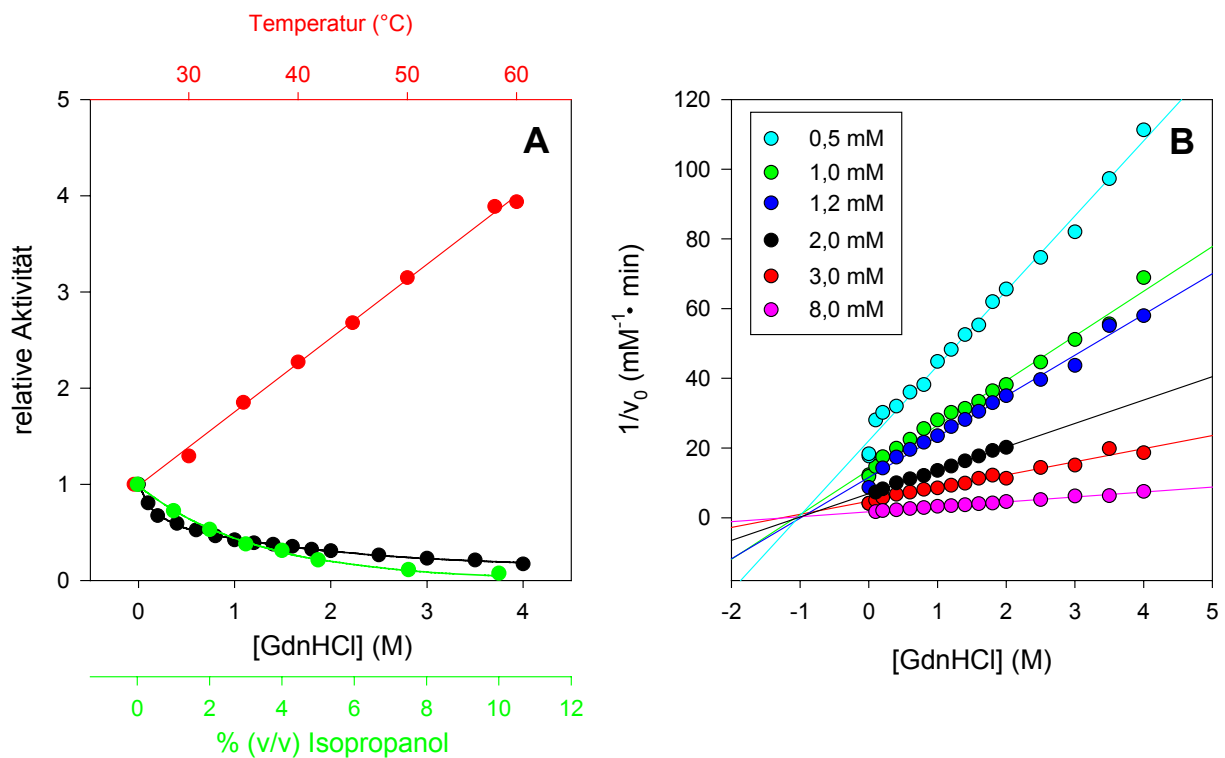 Temperatur (°C)
30 40 50 60
5
4
3
2
1
0
relative Aktivität
A
0 1 2 3 4
[GdnHCl] (M)
0 2 4 6 8 10 12
% (v/v) Isopropanol
120
100
80
60
40
20
0
1/v₀ (mM⁻¹• min)
B
0,5 mM
1,0 mM
1,2 mM
2,0 mM
3,0 mM
8,0 mM
-2 -1 0 1 2 3 4 5
[GdnHCl] (M)